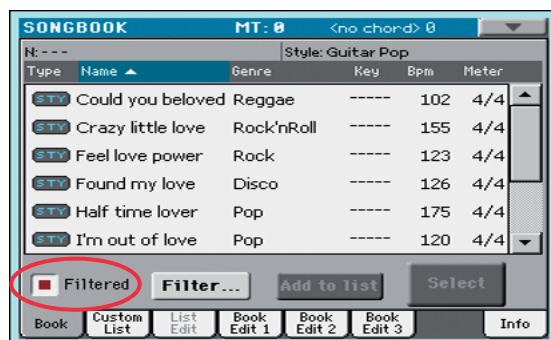 SONGBOOK MT: 0 <no chord> 0
N: --- Style: Guitar Pop
Type Name Genre Key Bpm Meter
STY Could you beloved Reggae ----- 102 4/4
STY Crazy little love Rock'nRoll ----- 155 4/4
STY Feel love power Rock ----- 123 4/4
STY Found my love Disco ----- 126 4/4
STY Half time lover Pop ----- 175 4/4
STY I'm out of love Pop ----- 120 4/4
Filtered Filter... Add to list Select
Book Custom List List Edit Book Edit 1 Book Edit 2 Book Edit 3 Info